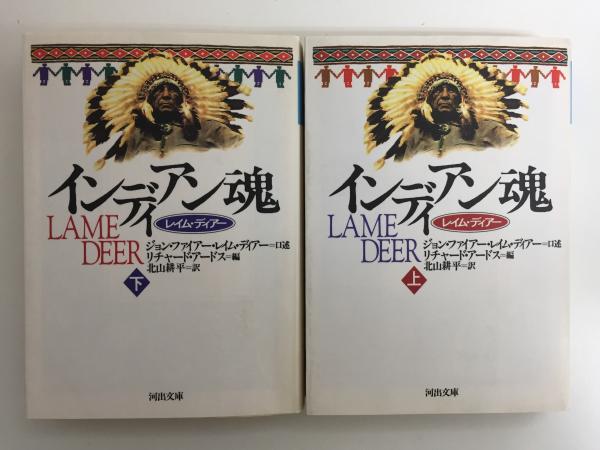 インディアン魂
レイム・ディアー
LAME
DEER
ジョン・ファイアー・レイム・ディアー=口述
リチャード・アードス=編
北山耕平=訳
下
河出文庫
インディアン魂
レイム・ディアー
LAME
DEER
ジョン・ファイアー・レイム・ディアー=口述
リチャード・アードス=編
北山耕平=訳
上
河出文庫